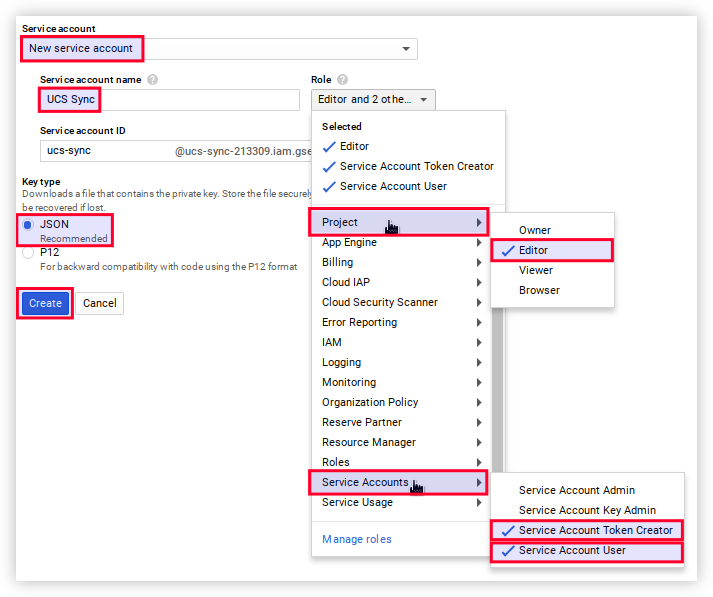 Service account
New service account
Service account name
Role
UCS Sync
Editor and 2 othe...
Service account ID
ucs-sync
@ucs-sync-213309.iam.gse
Selected
Editor
Service Account Token Creator
Service Account User
Key type
Downloads a file that contains the private key. Store the file securely
be recovered if lost.
JSON
Recommended
P12
For backward compatibility with code using the P12 format
Create
Cancel
Project
App Engine
Billing
Cloud IAP
Cloud Security Scanner
Error Reporting
IAM
Logging
Monitoring
Organization Policy
Reserve Partner
Resource Manager
Roles
Service Accounts
Service Usage
Manage roles
Owner
Editor
Viewer
Browser
Service Account Admin
Service Account Key Admin
Service Account Token Creator
Service Account User